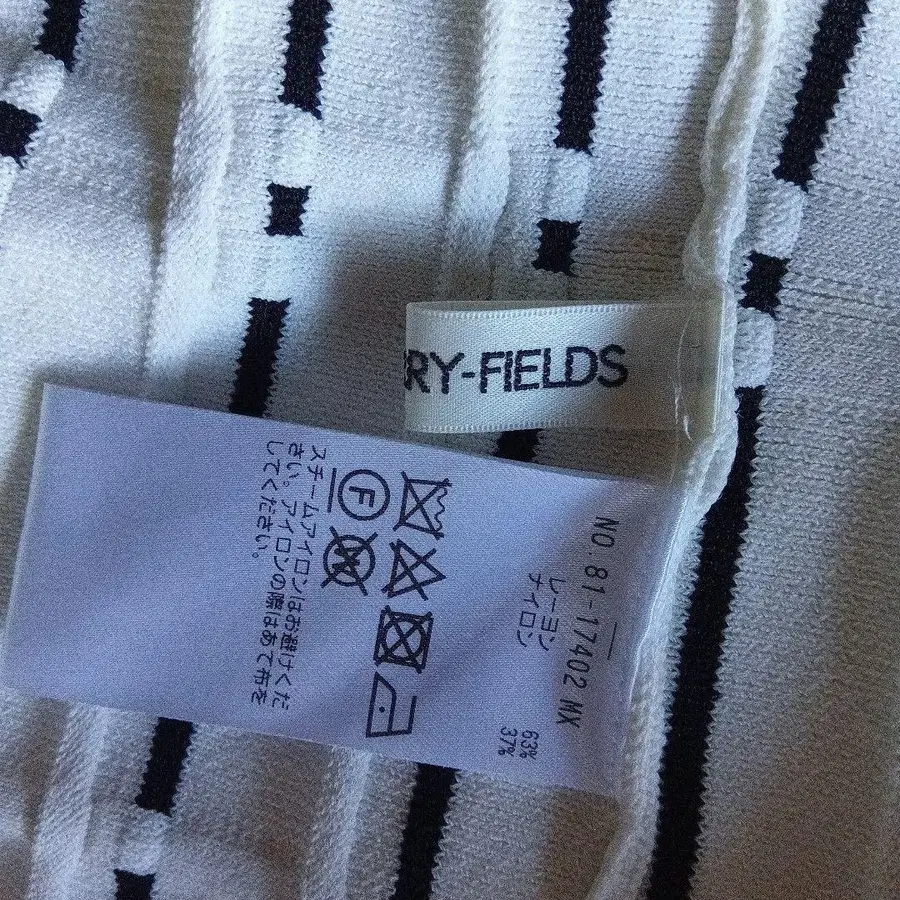 RRY-FIELDS
NO. 81-17402 MX
レーヨン 63%
ナイロン 37%
F
W
スチームアイロンはお避けくだ
さい。アイロンの際はあて布を
してください。